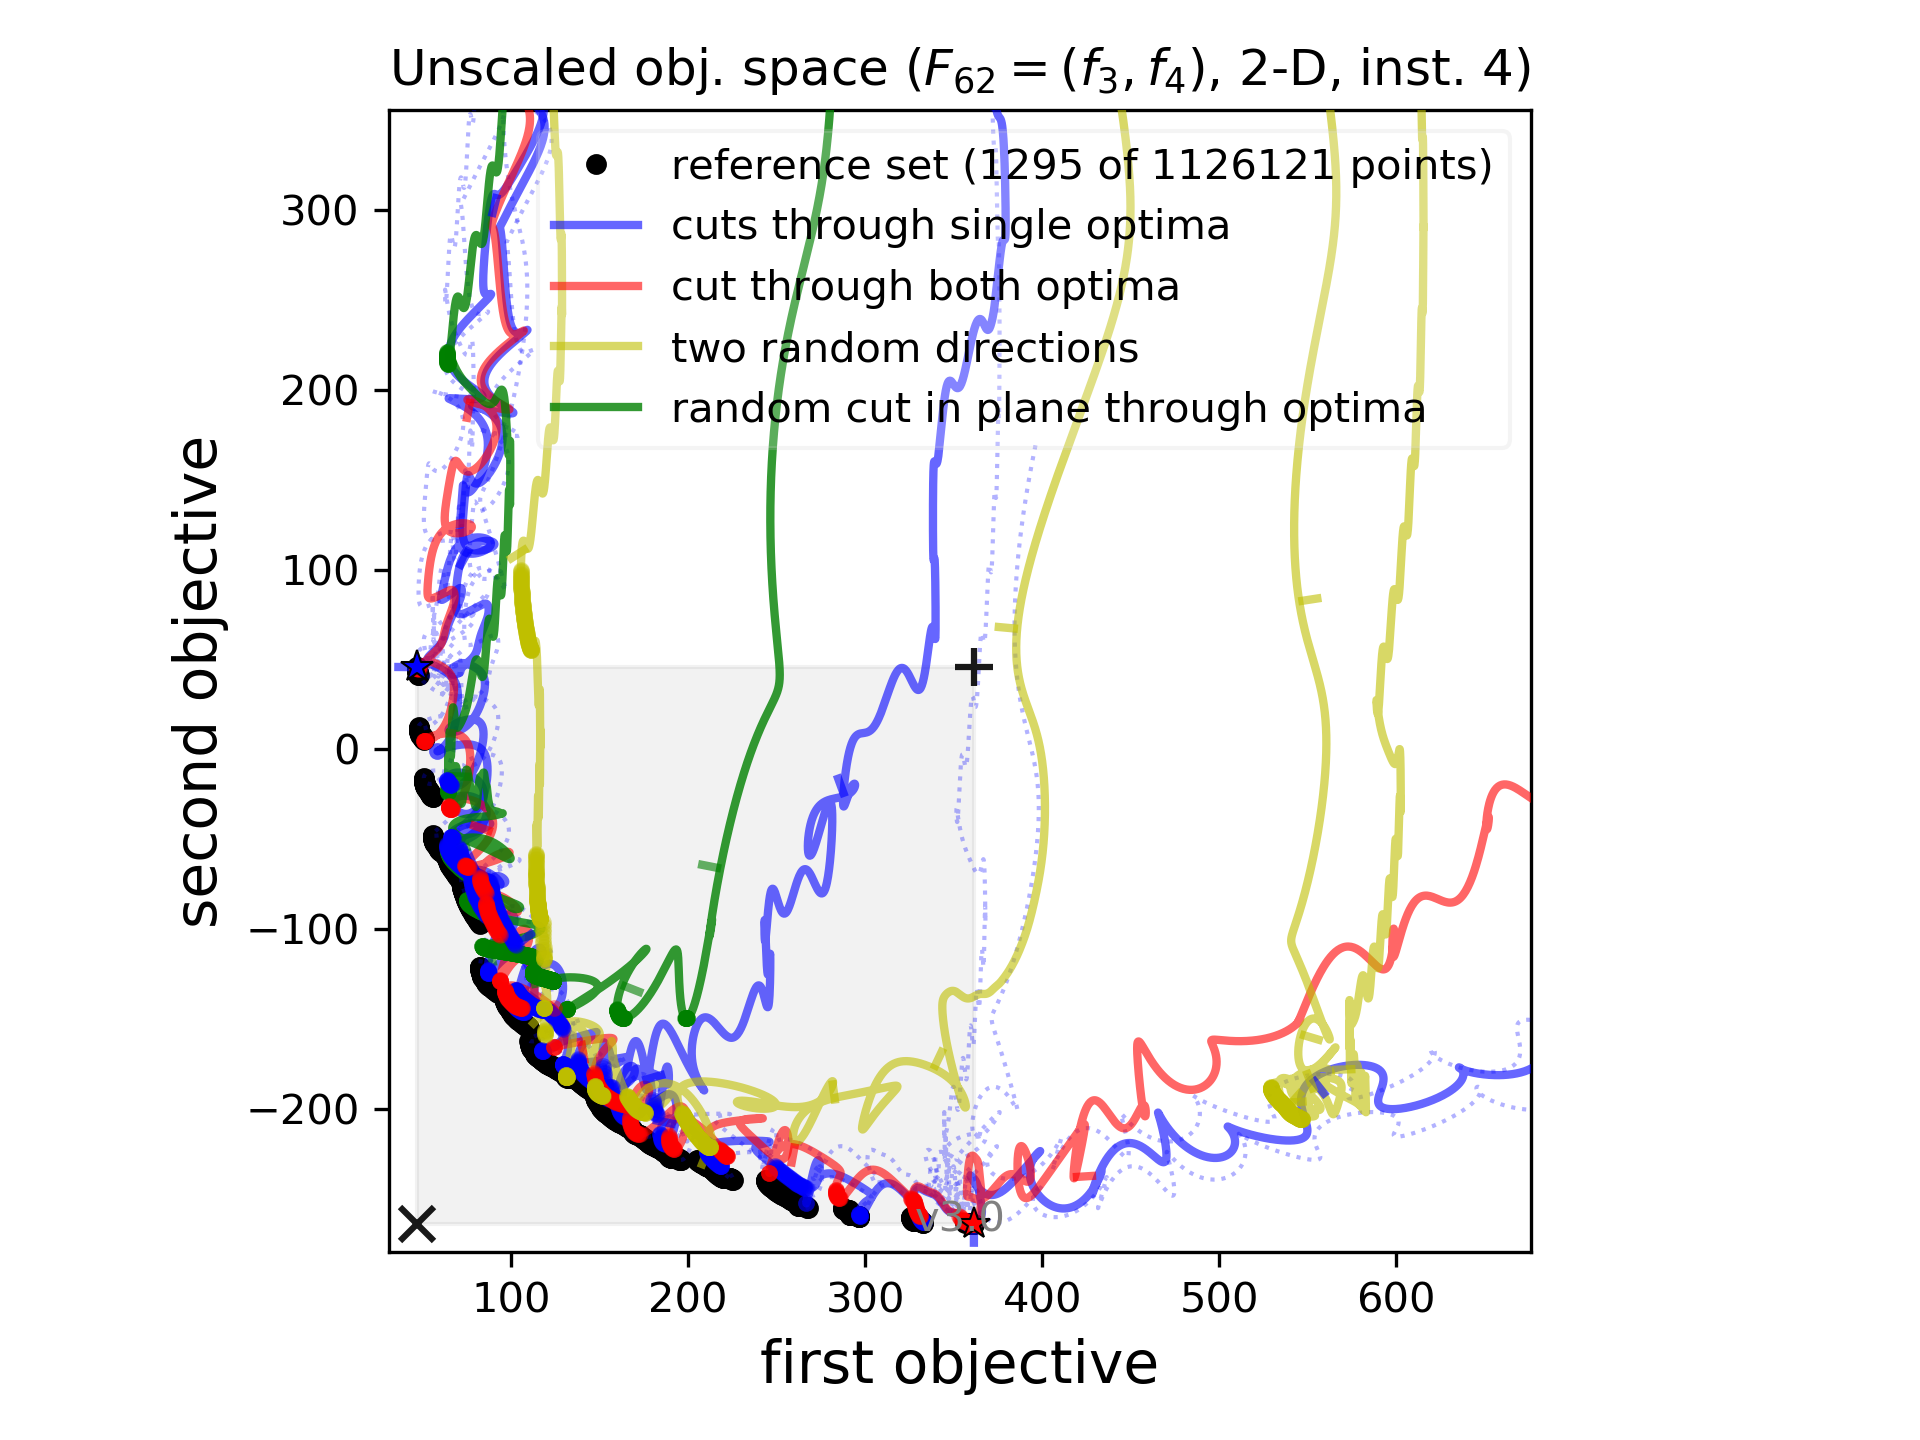 Unscaled obj. space (F₆₂ = (f₃, f₄), 2-D, inst. 4)
reference set (1295 of 1126121 points)
cuts through single optima
cut through both optima
two random directions
random cut in plane through optima
300
200
100
0
−100
−200
second objective
v3.0
100 200 300 400 500 600
first objective